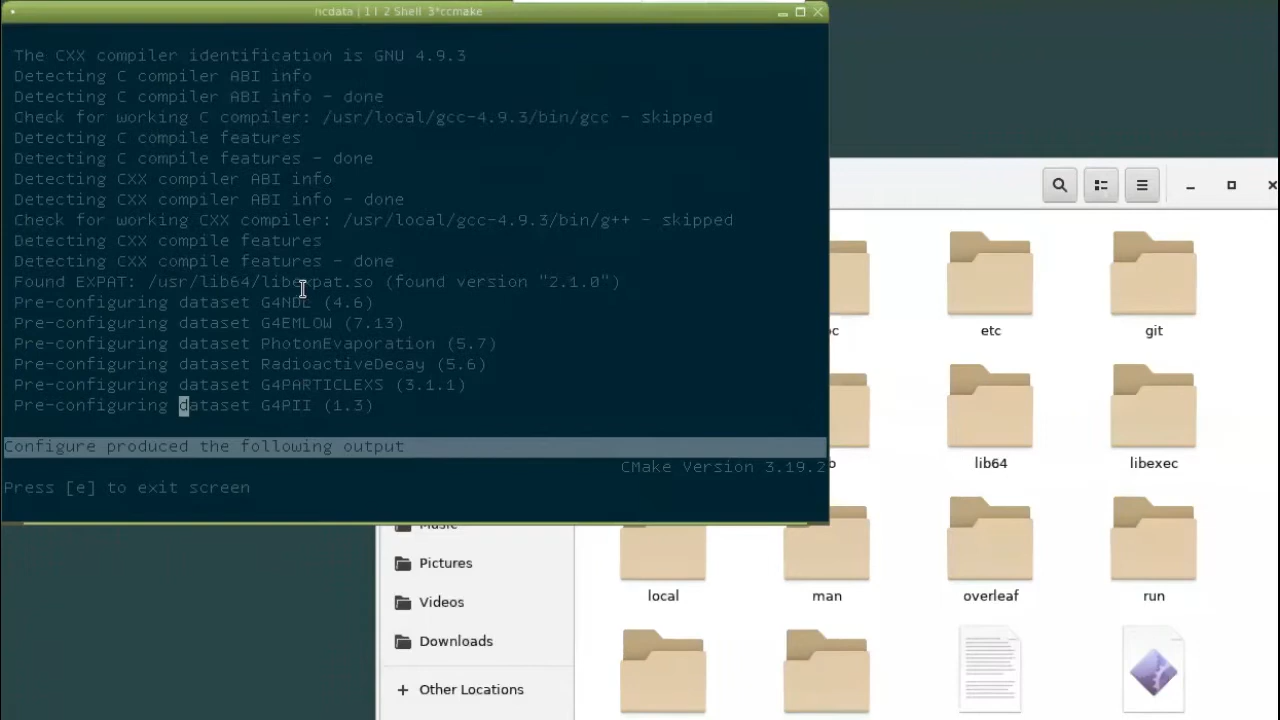 ncdata | 1 | 2 Shell 3*ccmake
The CXX compiler identification is GNU 4.9.3
Detecting C compiler ABI info
Detecting C compiler ABI info - done
Check for working C compiler: /usr/local/gcc-4.9.3/bin/gcc - skipped
Detecting C compile features
Detecting C compile features - done
Detecting CXX compiler ABI info
Detecting CXX compiler ABI info - done
Check for working CXX compiler: /usr/local/gcc-4.9.3/bin/g++ - skipped
Detecting CXX compile features
Detecting CXX compile features - done
Found EXPAT: /usr/lib64/libexpat.so (found version "2.1.0")
Pre-configuring dataset G4NDL (4.6)
Pre-configuring dataset G4EMLOW (7.13)
Pre-configuring dataset PhotonEvaporation (5.7)
Pre-configuring dataset RadioactiveDecay (5.6)
Pre-configuring dataset G4PARTICLEXS (3.1.1)
Pre-configuring dataset G4PII (1.3)
Configure produced the following output
CMake Version 3.19.2
Press [e] to exit screen
etc
git
lib64
libexec
Music
Pictures
Videos
Downloads
Other Locations
local
man
overleaf
run